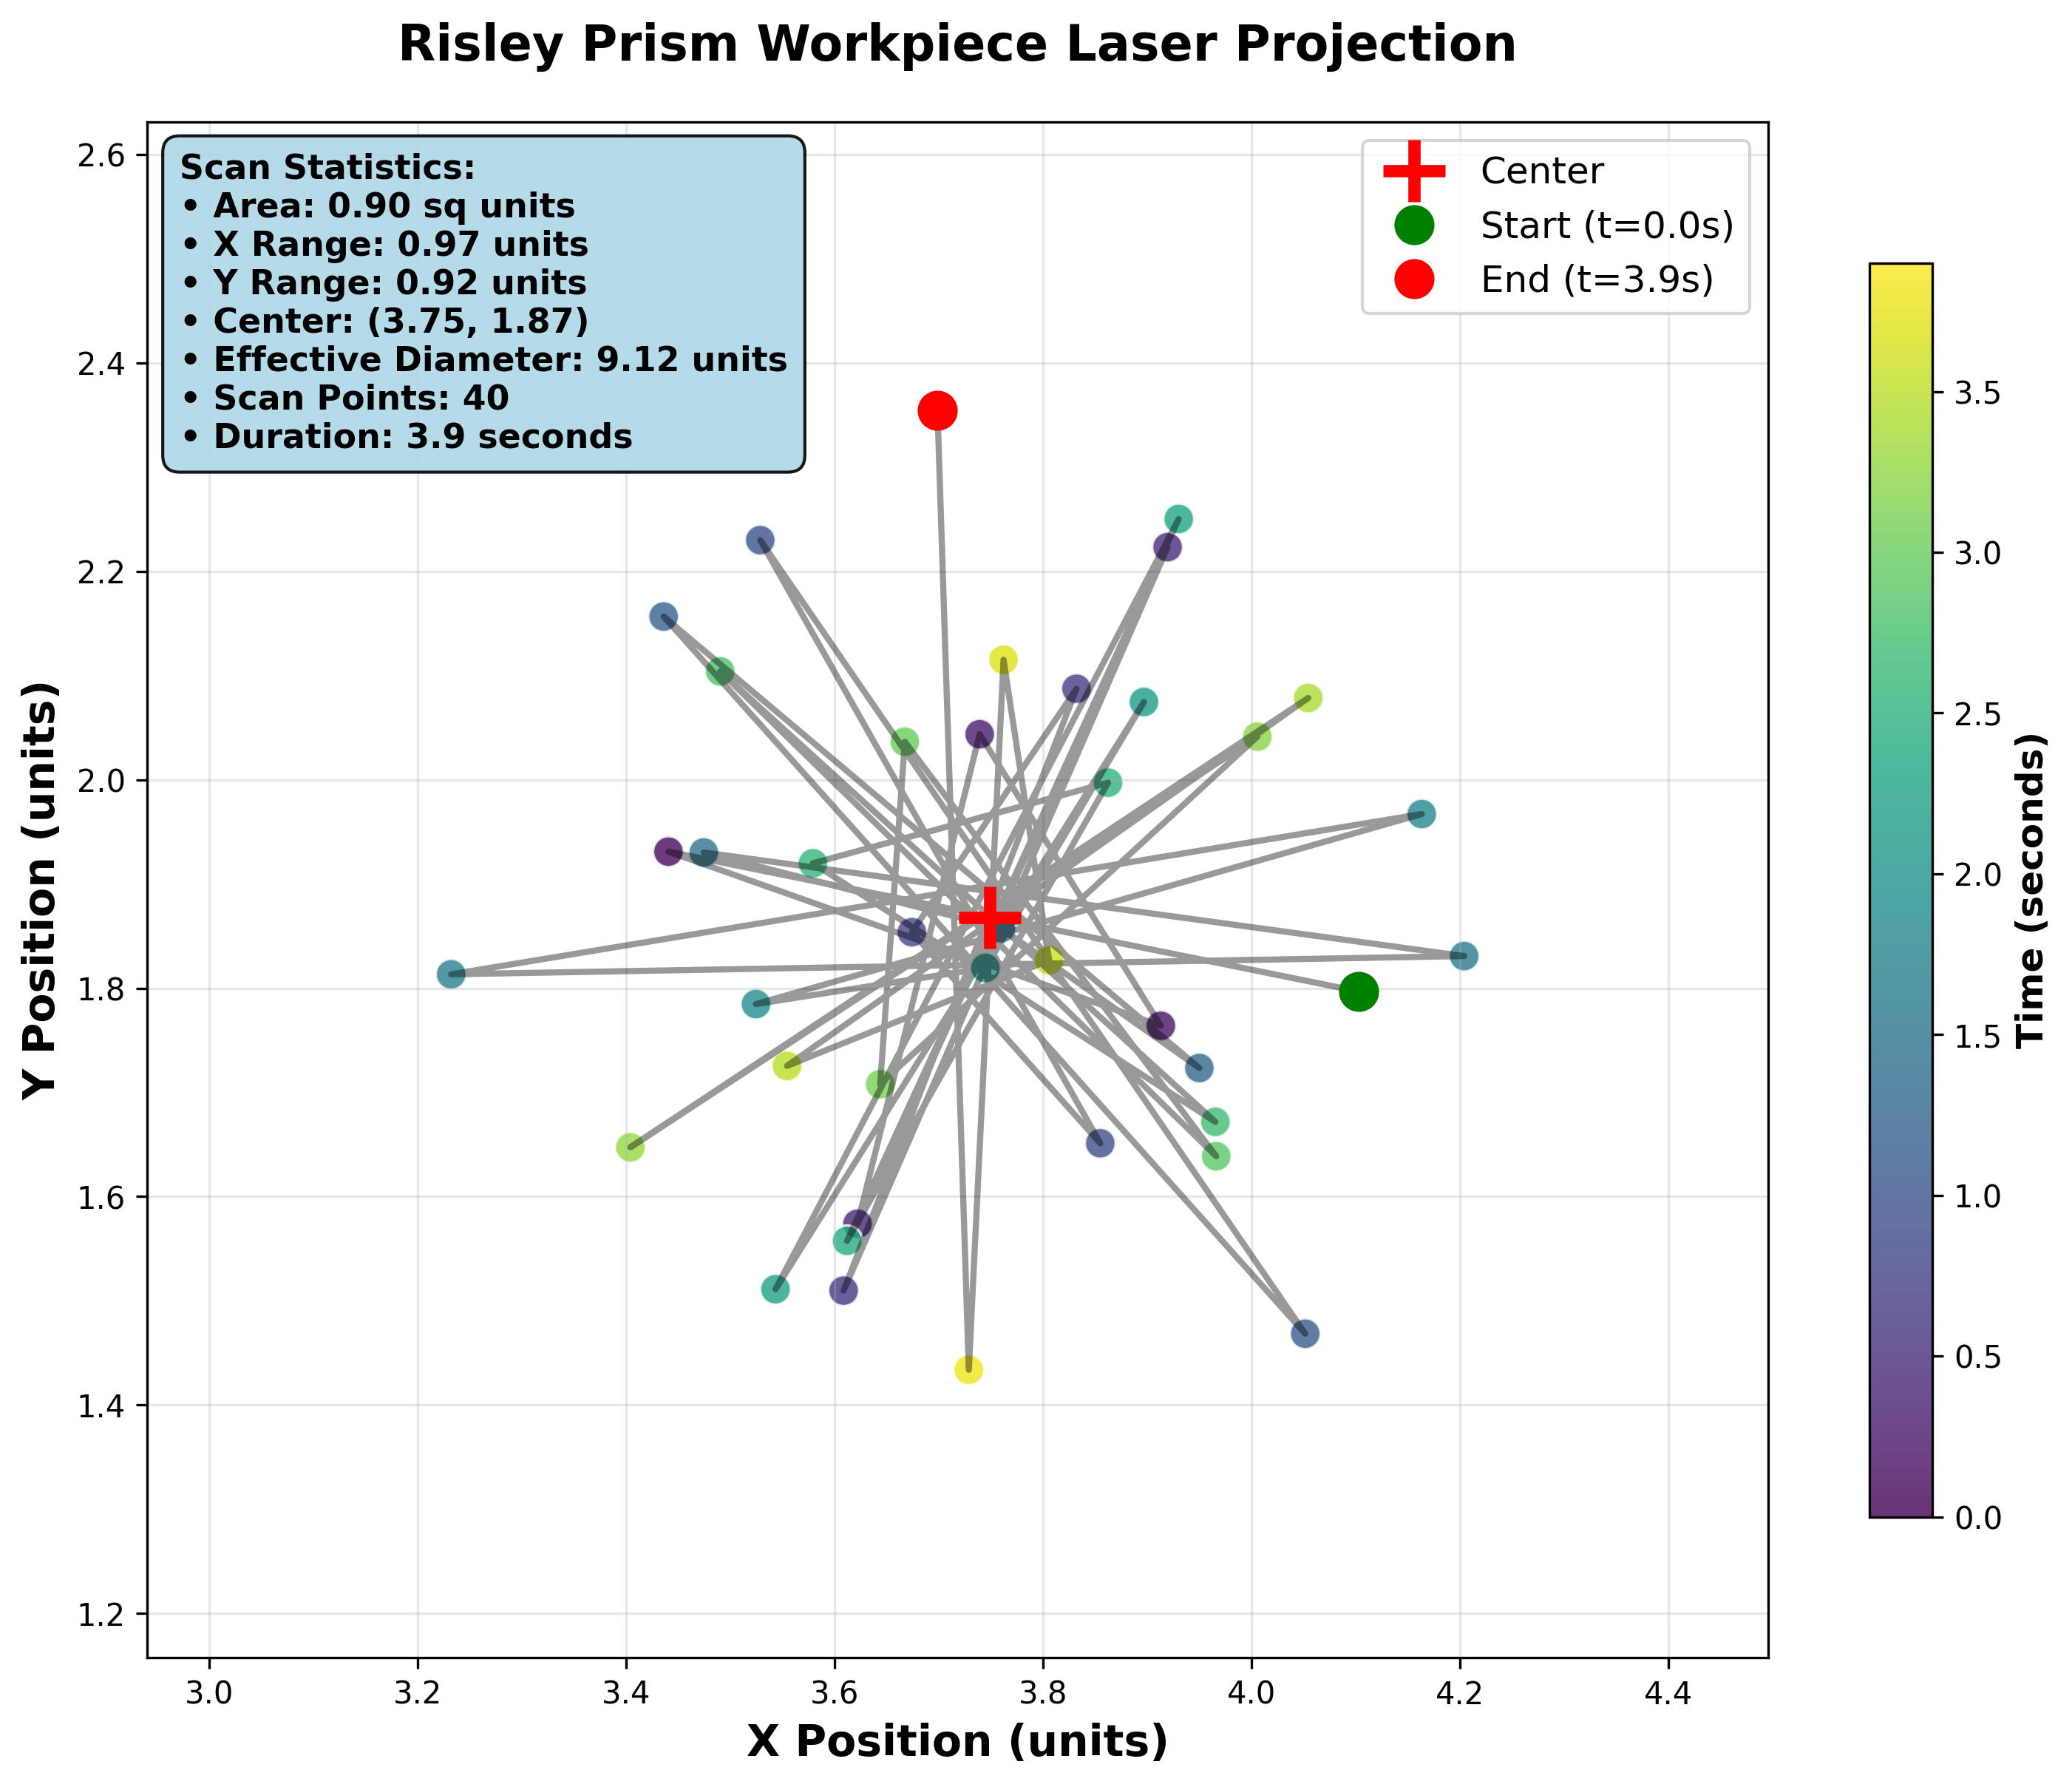 Risley Prism Workpiece Laser Projection
Scan Statistics:
• Area: 0.90 sq units
• X Range: 0.97 units
• Y Range: 0.92 units
• Center: (3.75, 1.87)
• Effective Diameter: 9.12 units
• Scan Points: 40
• Duration: 3.9 seconds
Center
Start (t=0.0s)
End (t=3.9s)
Y Position (units)
2.6
2.4
2.2
2.0
1.8
1.6
1.4
1.2
3.0 3.2 3.4 3.6 3.8 4.0 4.2 4.4
X Position (units)
3.5
3.0
2.5
2.0
1.5
1.0
0.5
0.0
Time (seconds)